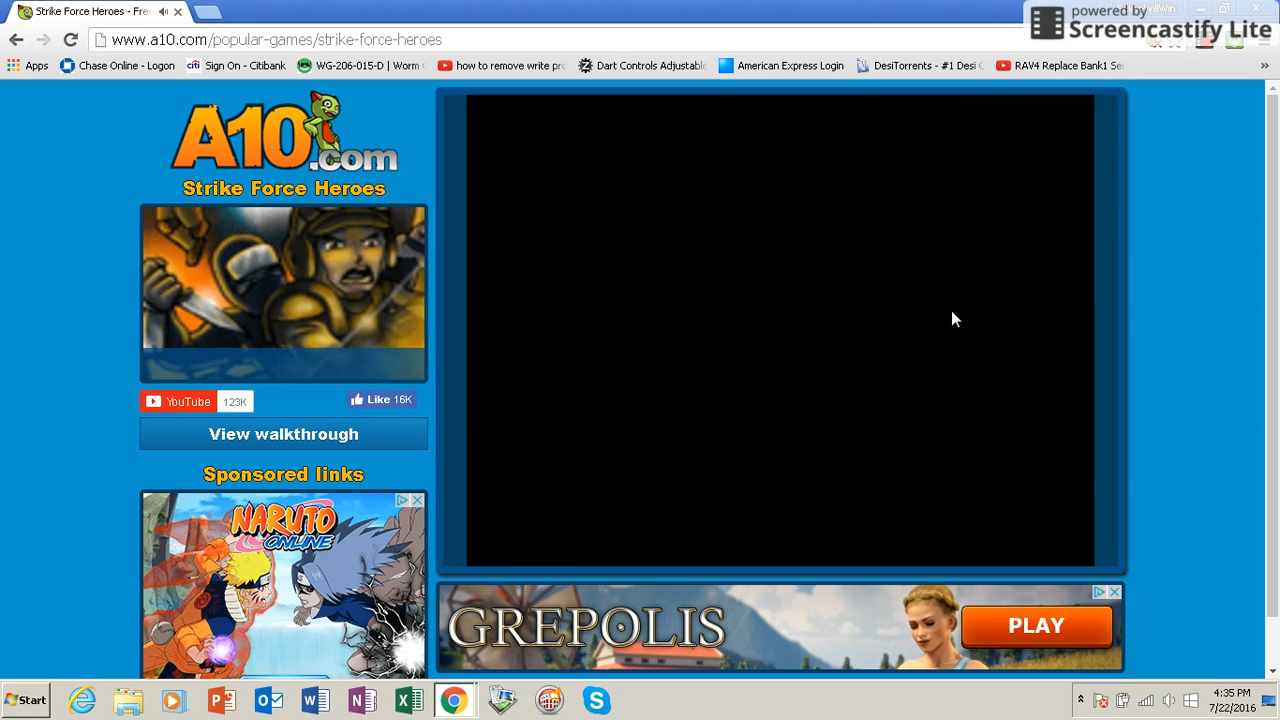 Strike Force Heroes - Fre
powered by
Screencastify Lite
www.a10.com/popular-games/strike-force-heroes
Apps
Chase Online - Logon
Sign On - Citibank
WG-206-015-D | Worm
how to remove write pro
Dart Controls Adjustable
American Express Login
DesiTorrents - #1 Desi
RAV4 Replace Bank1 Sen
»
A10.com
Strike Force Heroes
YouTube 123K
Like 16K
View walkthrough
Sponsored links
NARUTO
ONLINE
GREPOLIS
PLAY
Start
4:35 PM
7/22/2016